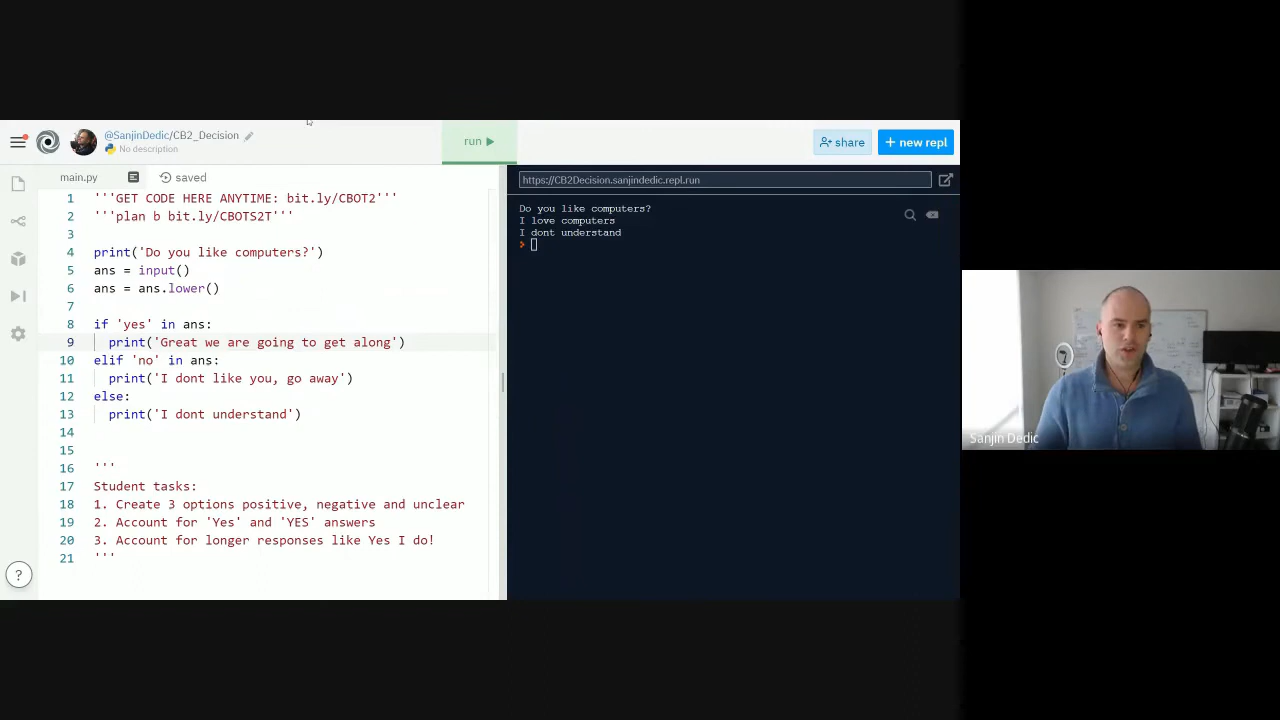 @SanjinDedic/CB2_Decision
No description
run
share
+ new repl
main.py
saved
https://CB2Decision.sanjindedic.repl.run
1 '''GET CODE HERE ANYTIME: bit.ly/CBOT2'''
2 '''plan b bit.ly/CBOTS2T'''
3
4 print('Do you like computers?')
5 ans = input()
6 ans = ans.lower()
7
8 if 'yes' in ans:
9 print('Great we are going to get along')
10 elif 'no' in ans:
11 print('I dont like you, go away')
12 else:
13 print('I dont understand')
14
15
16 '''
17 Student tasks:
18 1. Create 3 options positive, negative and unclear
19 2. Account for 'Yes' and 'YES' answers
20 3. Account for longer responses like Yes I do!
21 '''
?
Do you like computers?
I love computers
I dont understand
>
Sanjin Dedic